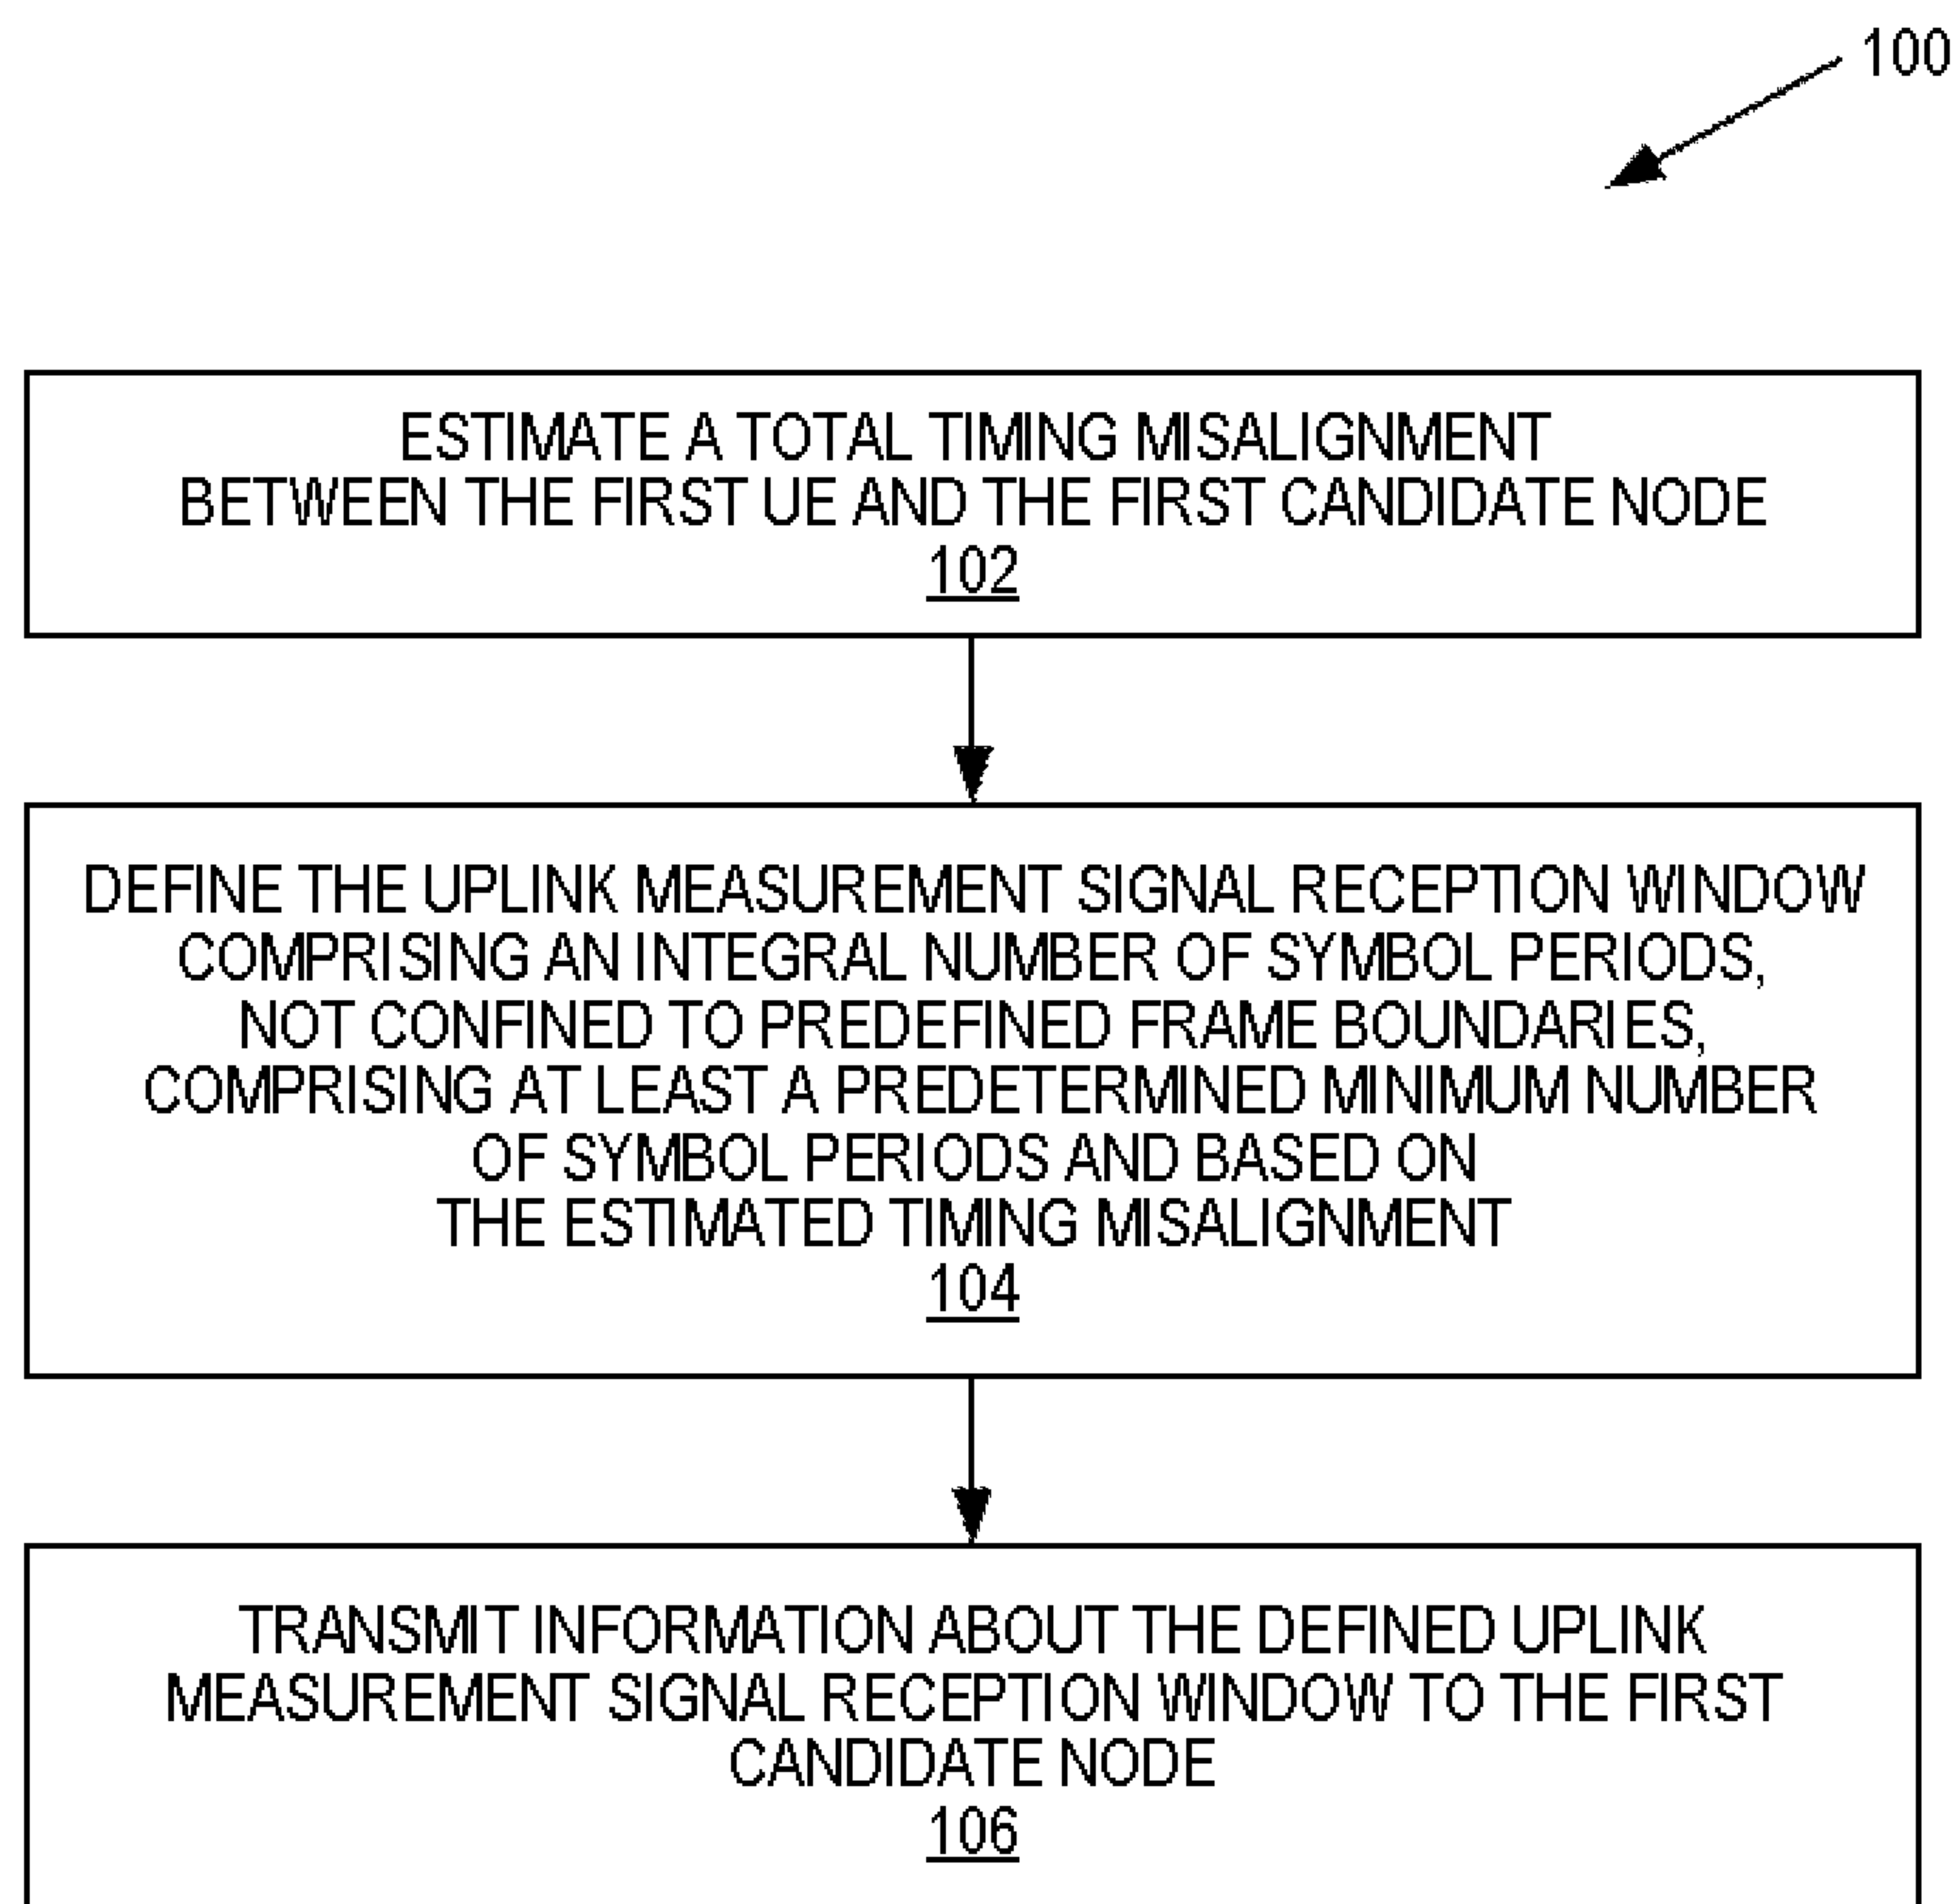 100
ESTIMATE A TOTAL TIMING MISALIGNMENT
BETWEEN THE FIRST UE AND THE FIRST CANDIDATE NODE
102
DEFINE THE UPLINK MEASUREMENT SIGNAL RECEPTION WINDOW
COMPRISING AN INTEGRAL NUMBER OF SYMBOL PERIODS,
NOT CONFINED TO PREDEFINED FRAME BOUNDARIES,
COMPRISING AT LEAST A PREDETERMINED MINIMUM NUMBER
OF SYMBOL PERIODS AND BASED ON
THE ESTIMATED TIMING MISALIGNMENT
104
TRANSMIT INFORMATION ABOUT THE DEFINED UPLINK
MEASUREMENT SIGNAL RECEPTION WINDOW TO THE FIRST
CANDIDATE NODE
106